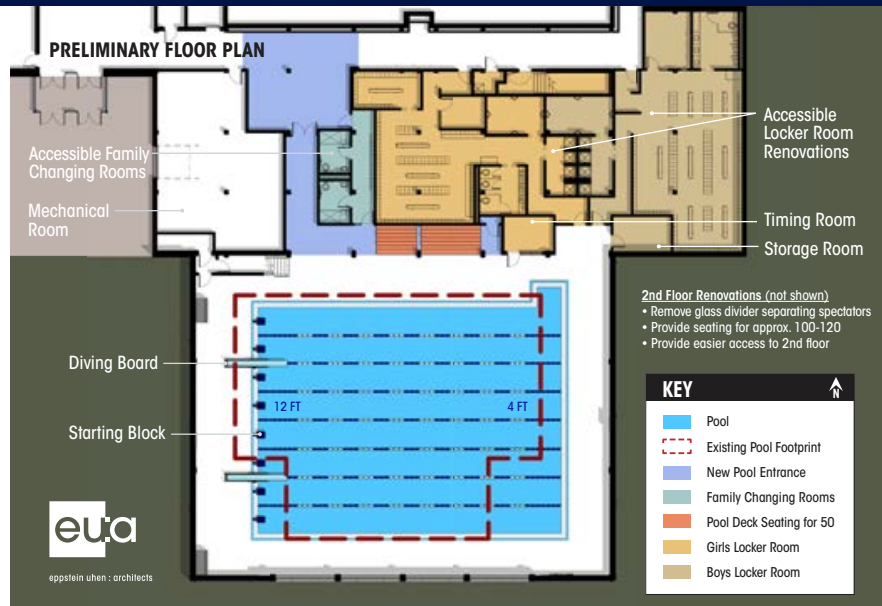 PRELIMINARY FLOOR PLAN
Accessible Family
Changing Rooms
Mechanical
Room
Accessible
Locker Room
Renovations
Timing Room
Storage Room
2nd Floor Renovations (not shown)
• Remove glass divider separating spectators
• Provide seating for approx. 100-120
• Provide easier access to 2nd floor
Diving Board
12 FT
4 FT
Starting Block
KEY
N
Pool
Existing Pool Footprint
New Pool Entrance
Family Changing Rooms
Pool Deck Seating for 50
Girls Locker Room
Boys Locker Room
eu:a
eppstein uhen : architects